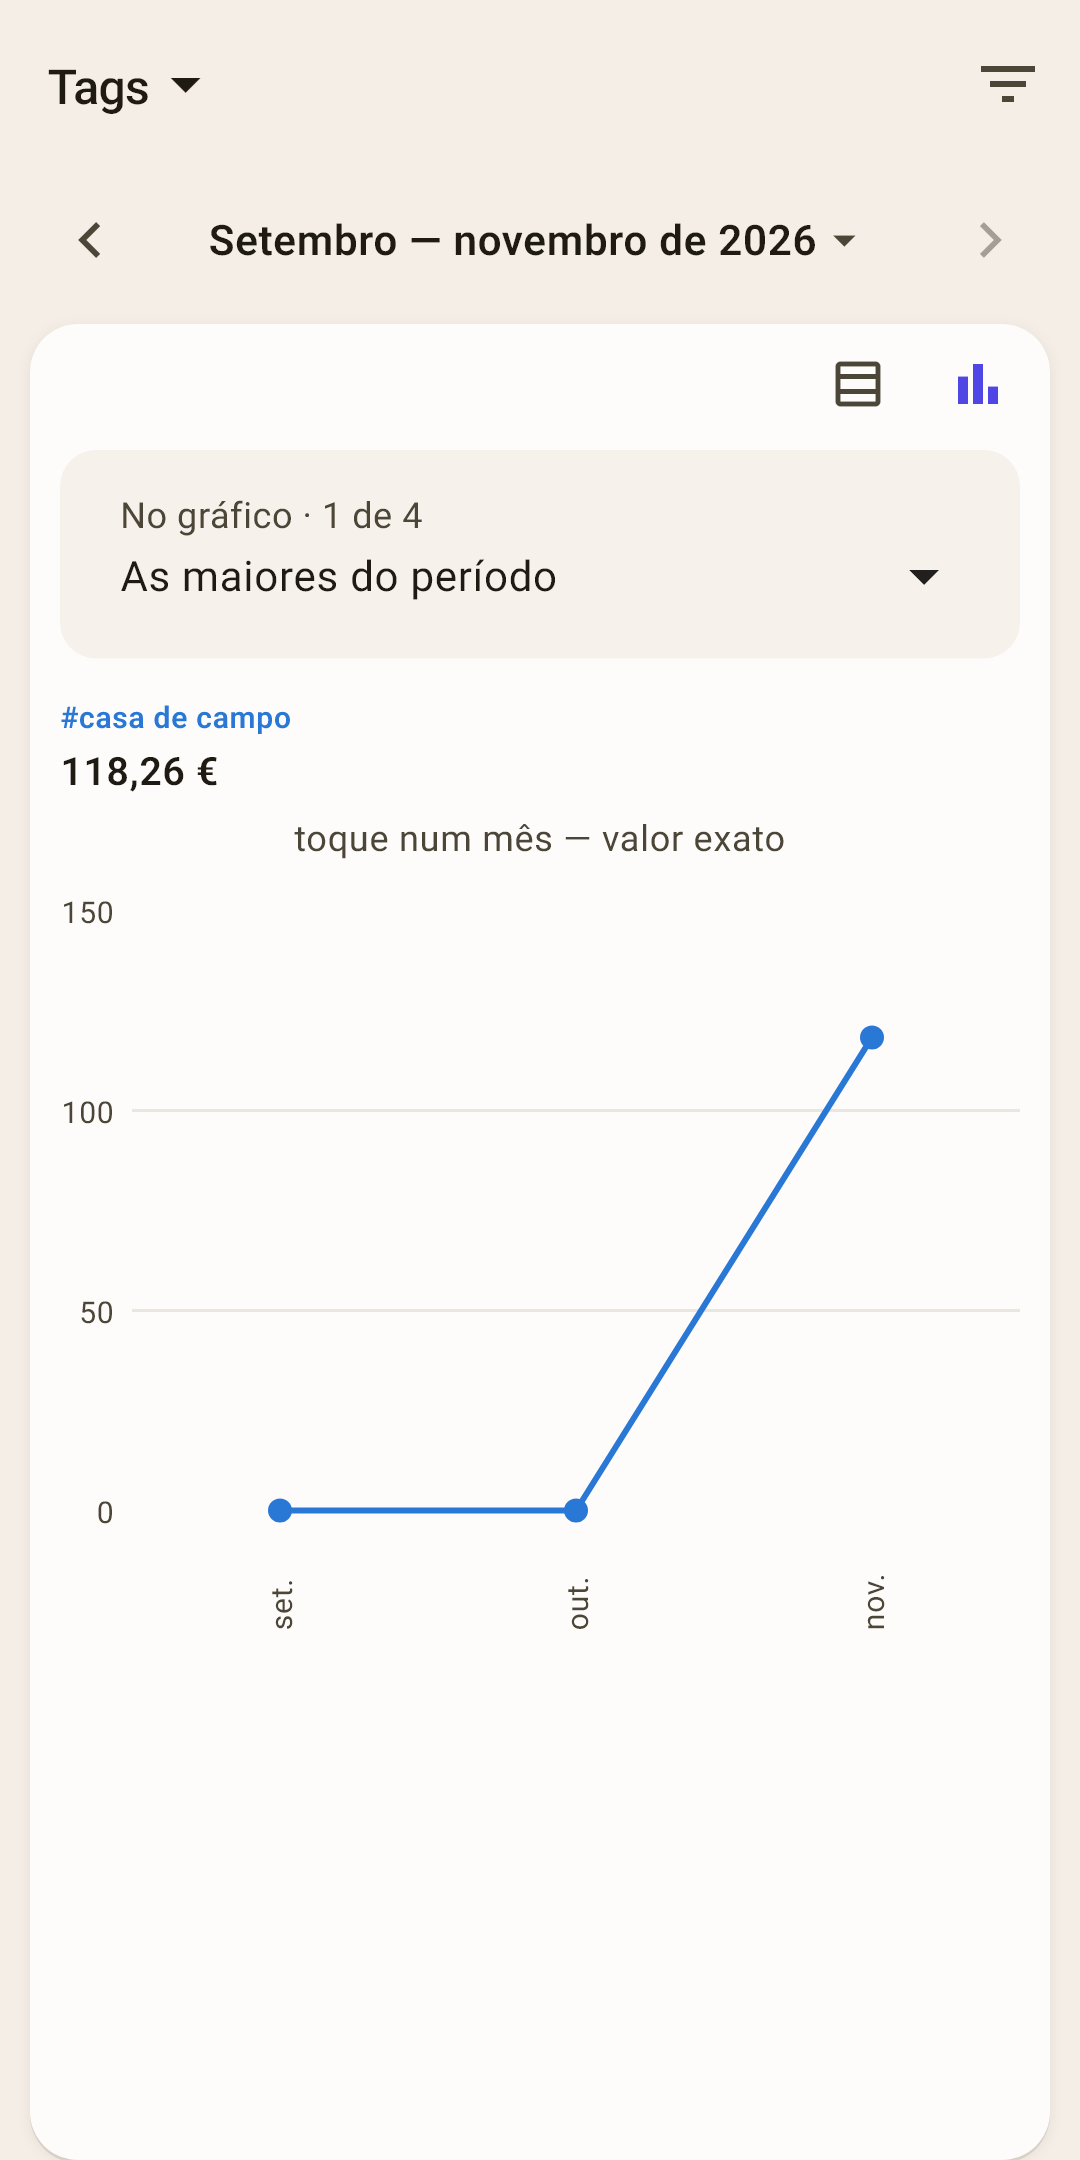 Tags
Setembro — novembro de 2026
No gráfico · 1 de 4
As maiores do período
#casa de campo
118,26 €
toque num mês — valor exato
150
100
50
0
set.
out.
nov.